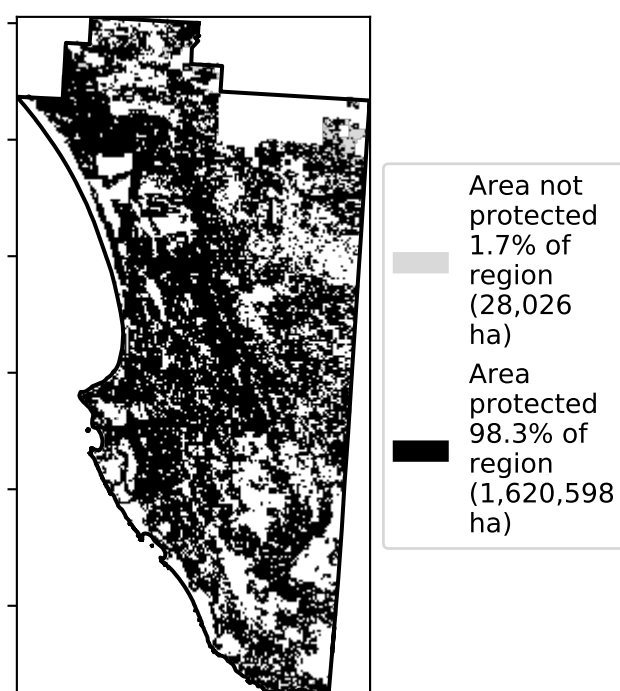 Area not
protected
1.7% of
region
(28,026
ha)
Area
protected
98.3% of
region
(1,620,598
ha)